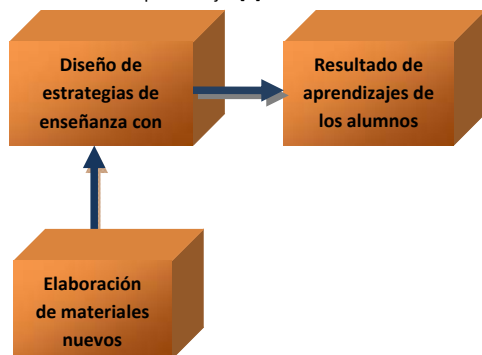 Diseño de
estrategias de
enseñanza con
Resultado de
aprendizajes de
los alumnos
Elaboración
de materiales
nuevos